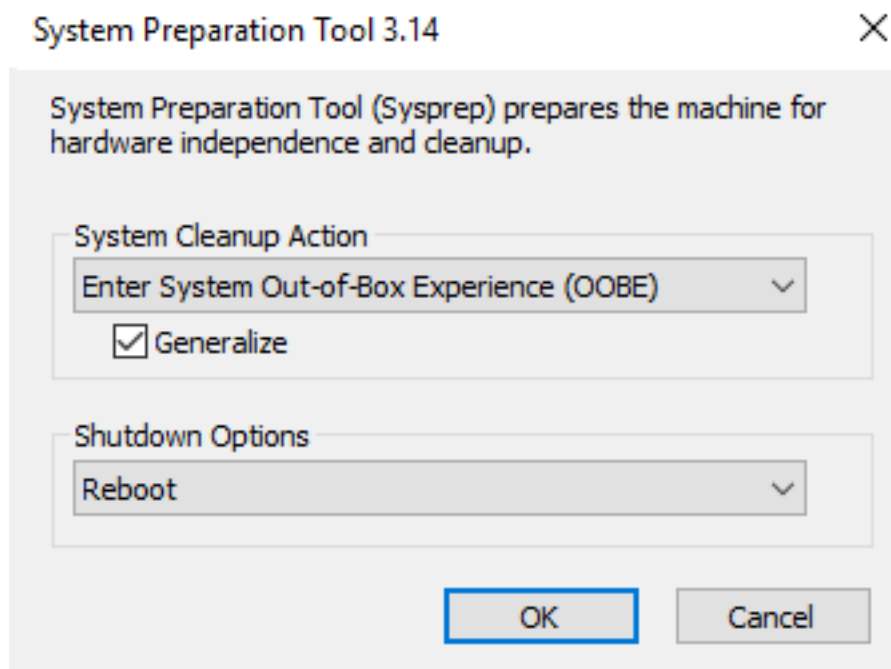 System Preparation Tool 3.14
System Preparation Tool (Sysprep) prepares the machine for
hardware independence and cleanup.
System Cleanup Action
Enter System Out-of-Box Experience (OOBE)
Generalize
Shutdown Options
Reboot
OK
Cancel